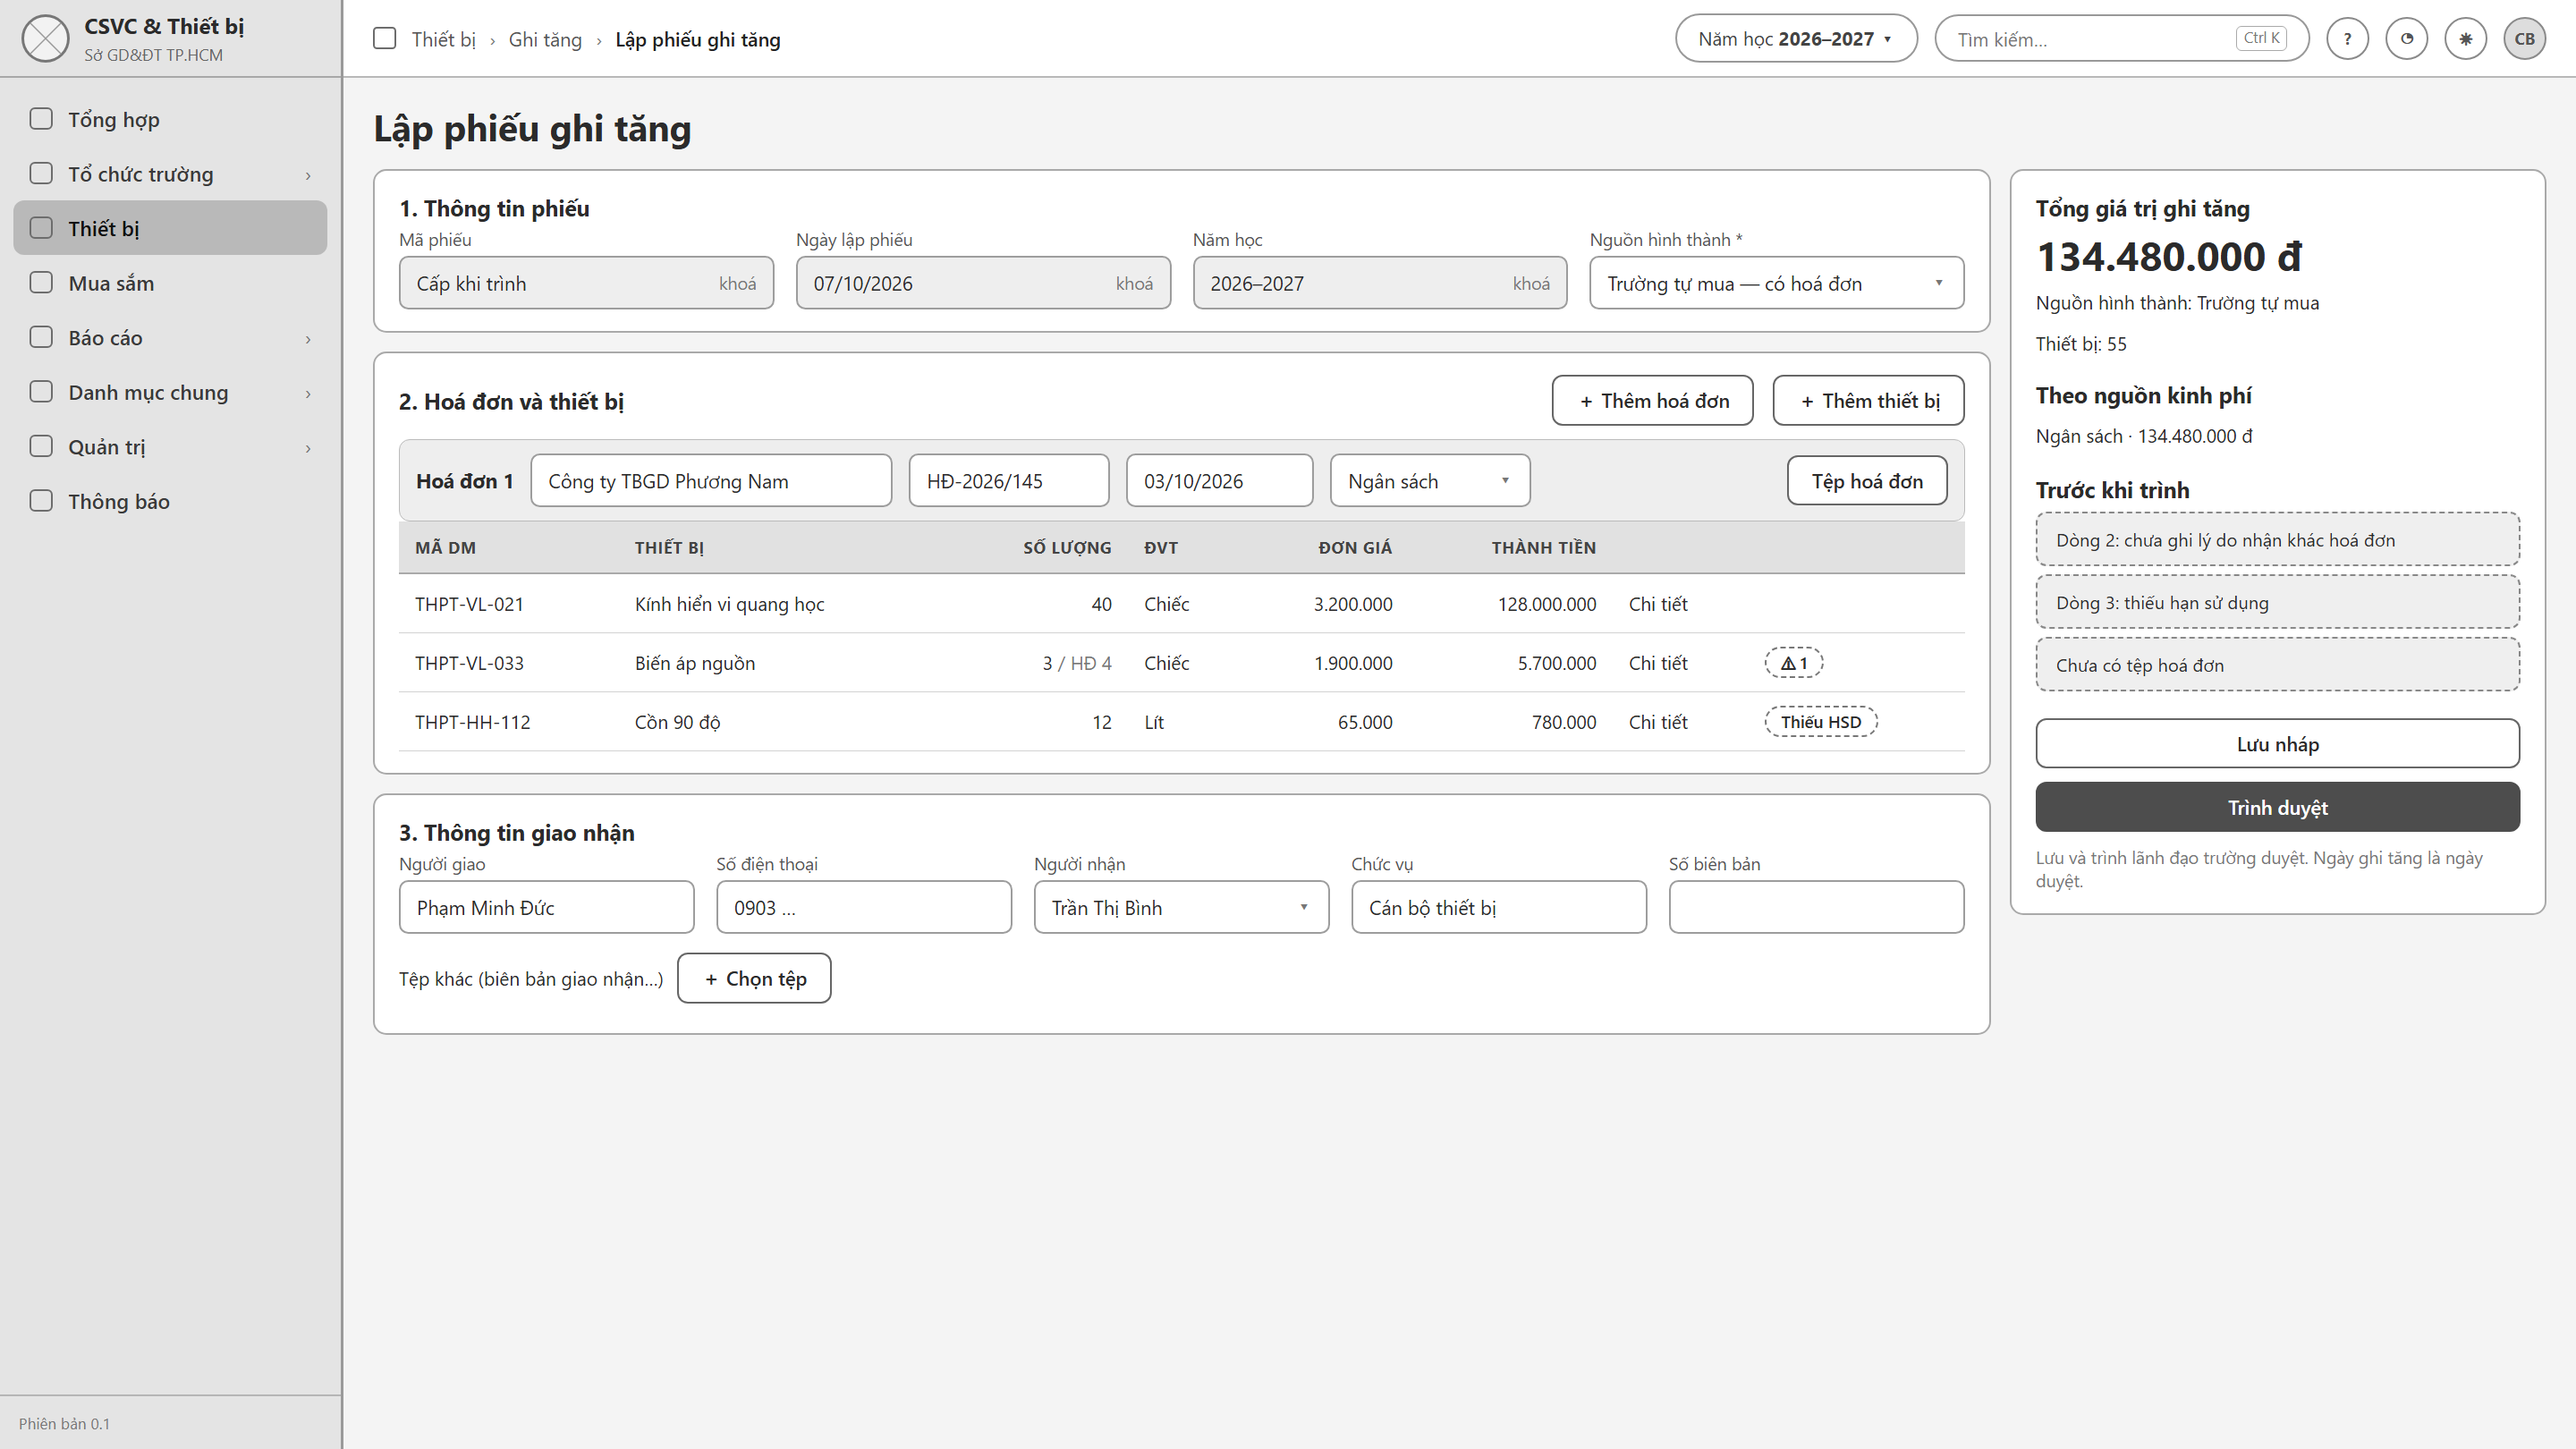 CSVC & Thiết bị
Sở GD&ĐT TP.HCM
Tổng hợp
Tổ chức trường
Thiết bị
Mua sắm
Báo cáo
Danh mục chung
Quản trị
Thông báo
Phiên bản 0.1
Thiết bị › Ghi tăng › Lập phiếu ghi tăng
Năm học 2026–2027
Tìm kiếm... Ctrl K
? CB
Lập phiếu ghi tăng
1. Thông tin phiếu
Mã phiếu Ngày lập phiếu Năm học Nguồn hình thành *
Cấp khi trình khoá 07/10/2026 khoá 2026–2027 khoá Trường tự mua — có hoá đơn
2. Hoá đơn và thiết bị + Thêm hoá đơn + Thêm thiết bị
Hoá đơn 1 Công ty TBGD Phương Nam HĐ-2026/145 03/10/2026 Ngân sách Tệp hoá đơn
MÃ DM THIẾT BỊ SỐ LƯỢNG ĐVT ĐƠN GIÁ THÀNH TIỀN
THPT-VL-021 Kính hiển vi quang học 40 Chiếc 3.200.000 128.000.000 Chi tiết
THPT-VL-033 Biến áp nguồn 3 / HĐ 4 Chiếc 1.900.000 5.700.000 Chi tiết ⚠ 1
THPT-HH-112 Cồn 90 độ 12 Lít 65.000 780.000 Chi tiết Thiếu HSD
3. Thông tin giao nhận
Người giao Số điện thoại Người nhận Chức vụ Số biên bản
Phạm Minh Đức 0903 ... Trần Thị Bình Cán bộ thiết bị
Tệp khác (biên bản giao nhận...) + Chọn tệp
Tổng giá trị ghi tăng
134.480.000 đ
Nguồn hình thành: Trường tự mua
Thiết bị: 55
Theo nguồn kinh phí
Ngân sách · 134.480.000 đ
Trước khi trình
Dòng 2: chưa ghi lý do nhận khác hoá đơn
Dòng 3: thiếu hạn sử dụng
Chưa có tệp hoá đơn
Lưu nháp
Trình duyệt
Lưu và trình lãnh đạo trường duyệt. Ngày ghi tăng là ngày
duyệt.